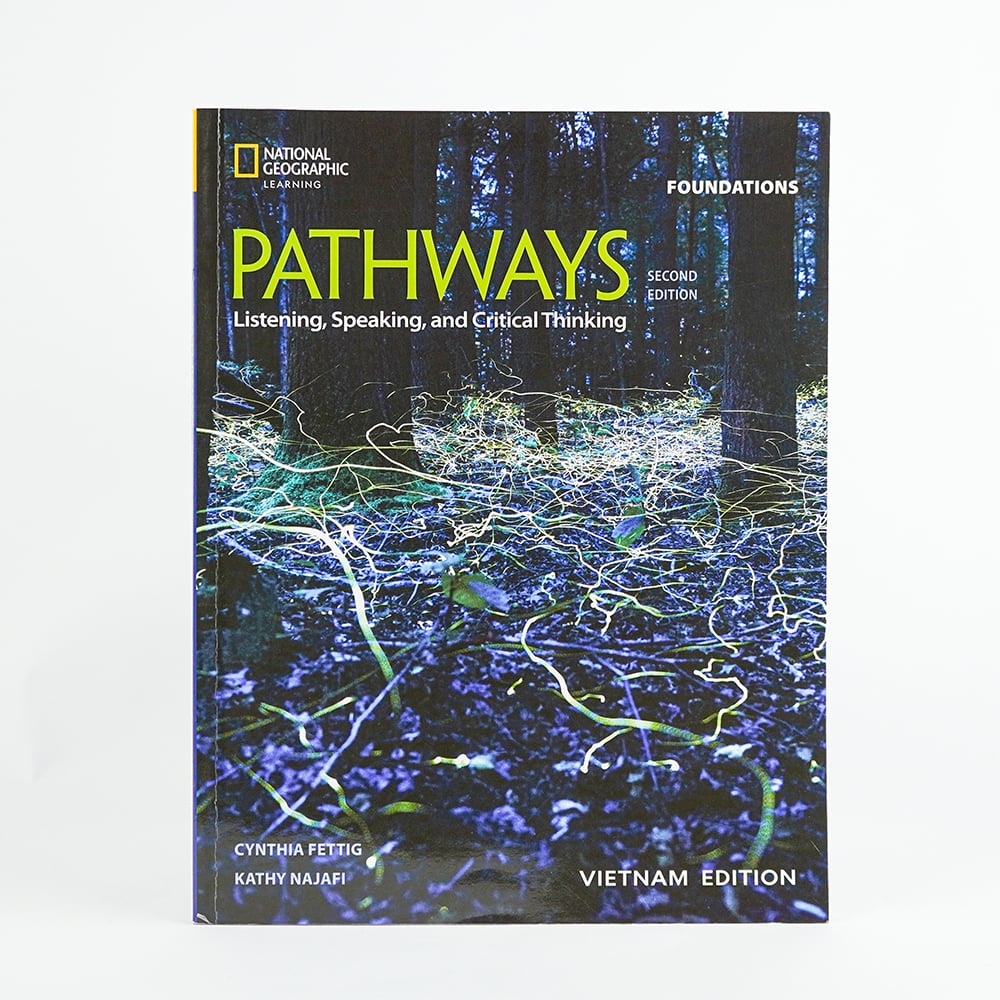 NATIONAL
GEOGRAPHIC
LEARNING
FOUNDATIONS
PATHWAYS
SECOND
EDITION
Listening, Speaking, and Critical Thinking
CYNTHIA FETTIG
KATHY NAJAFI
VIETNAM EDITION